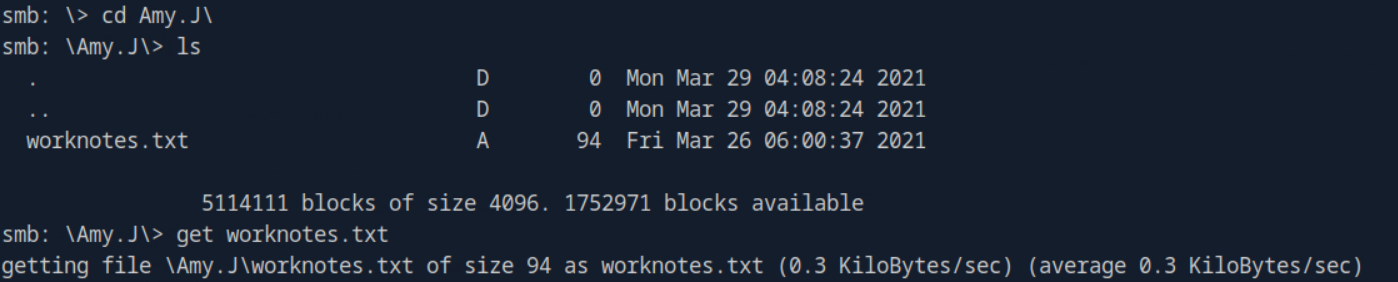 smb: \> cd Amy.J\
smb: \Amy.J\> ls
. D 0 Mon Mar 29 04:08:24 2021
.. D 0 Mon Mar 29 04:08:24 2021
worknotes.txt A 94 Fri Mar 26 06:00:37 2021
5114111 blocks of size 4096. 1752971 blocks available
smb: \Amy.J\> get worknotes.txt
getting file \Amy.J\worknotes.txt of size 94 as worknotes.txt (0.3 KiloBytes/sec) (average 0.3 KiloBytes/sec)